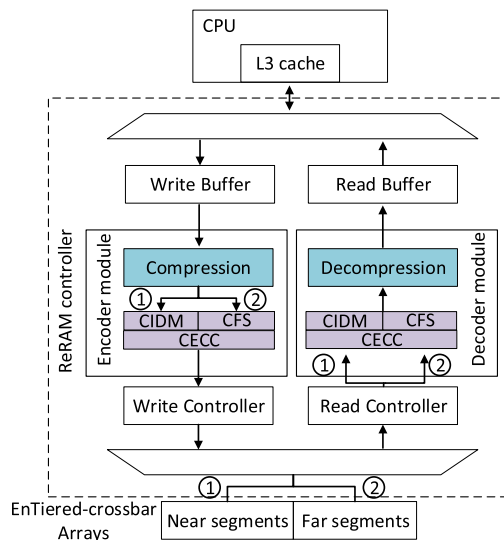 CPU
L3 cache
Write Buffer
Read Buffer
ReRAM controller
Encoder module
Compression
① ②
CIDM CFS
CECC
Decompression
CIDM CFS
CECC
① ②
Decoder module
Write Controller
Read Controller
① ②
EnTiered-crossbar
Arrays
Near segments
Far segments